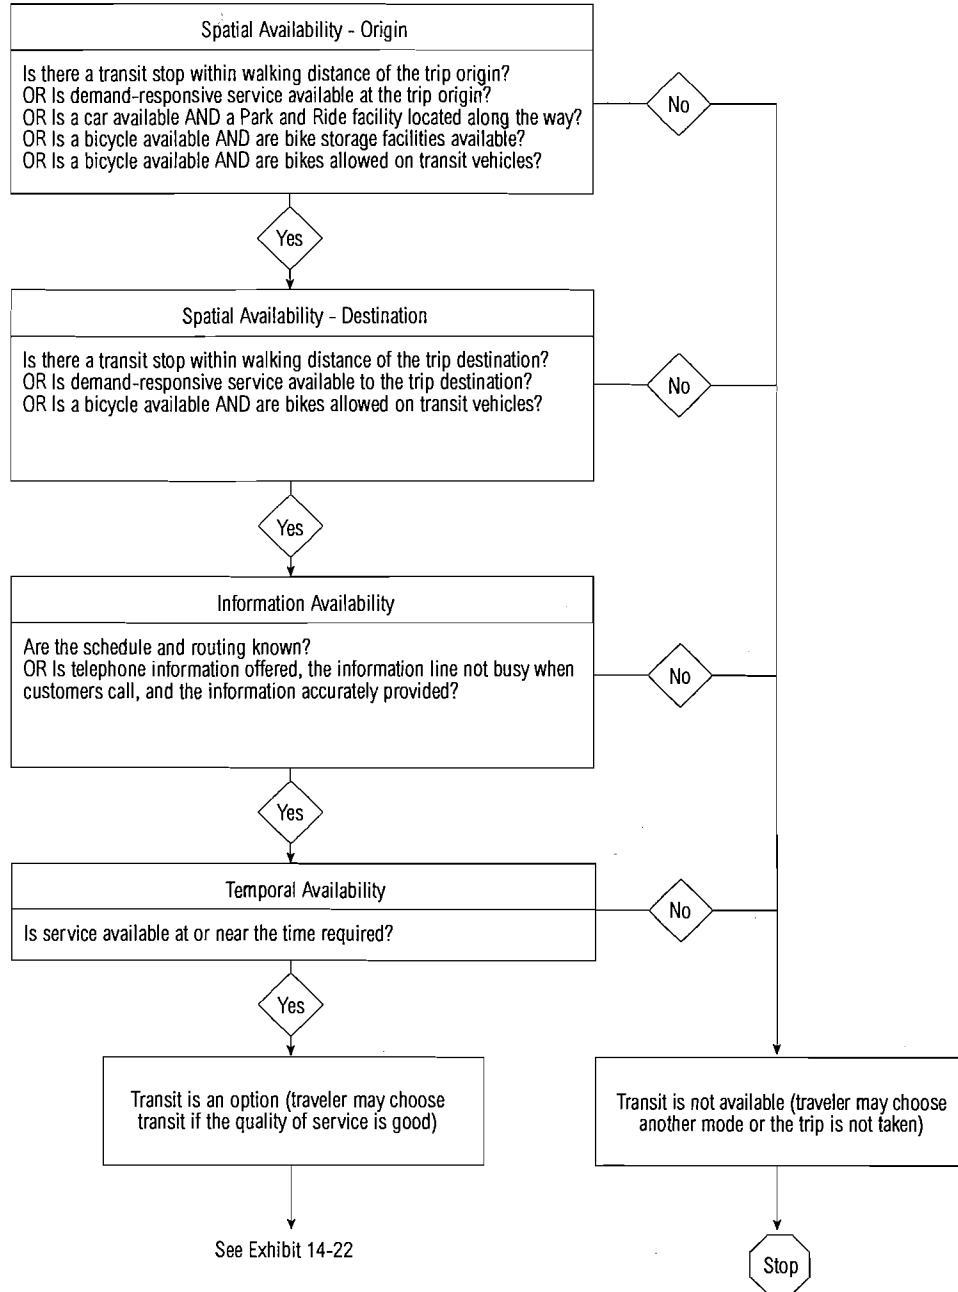 Spatial Availability - Origin
Is there a transit stop within walking distance of the trip origin?
OR Is demand-responsive service available at the trip origin?
OR Is a car available AND a Park and Ride facility located along the way?
OR Is a bicycle available AND are bike storage facilities available?
OR Is a bicycle available AND are bikes allowed on transit vehicles?
No
Yes
Spatial Availability - Destination
Is there a transit stop within walking distance of the trip destination?
OR Is demand-responsive service available to the trip destination?
OR Is a bicycle available AND are bikes allowed on transit vehicles?
No
Yes
Information Availability
Are the schedule and routing known?
OR Is telephone information offered, the information line not busy when
customers call, and the information accurately provided?
No
Yes
Temporal Availability
Is service available at or near the time required?
No
Yes
Transit is an option (traveler may choose
transit if the quality of service is good)
Transit is not available (traveler may choose
another mode or the trip is not taken)
See Exhibit 14-22
Stop